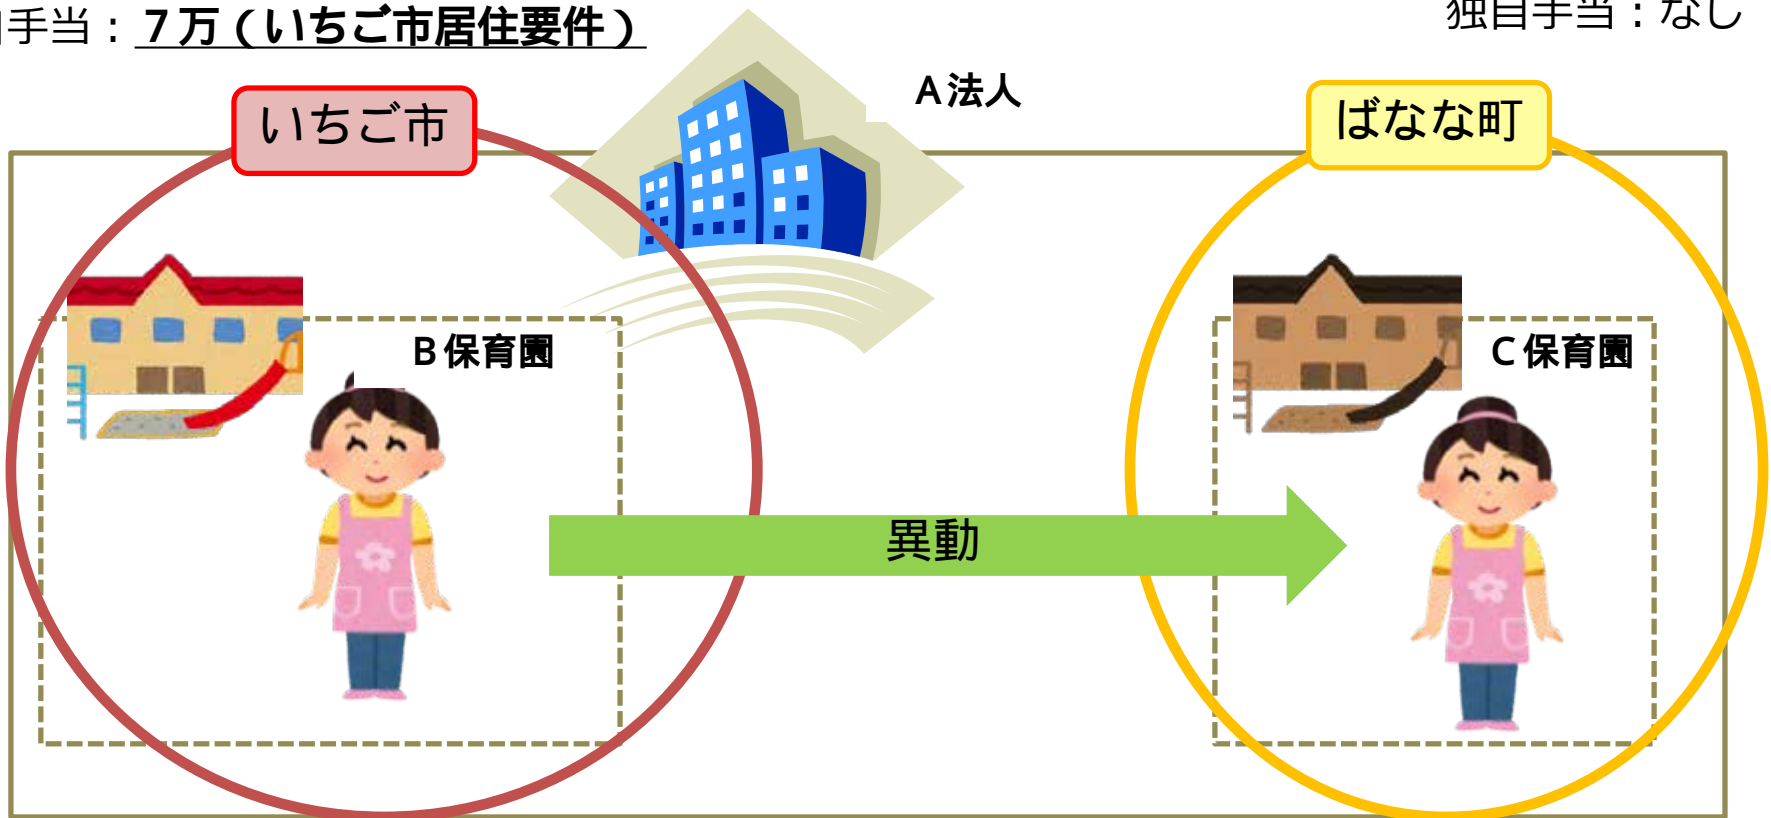 手当：７万（いちご市居住要件）
独自手当：なし
Ａ法人
いちご市
ばなな町
Ｂ保育園
Ｃ保育園
異動